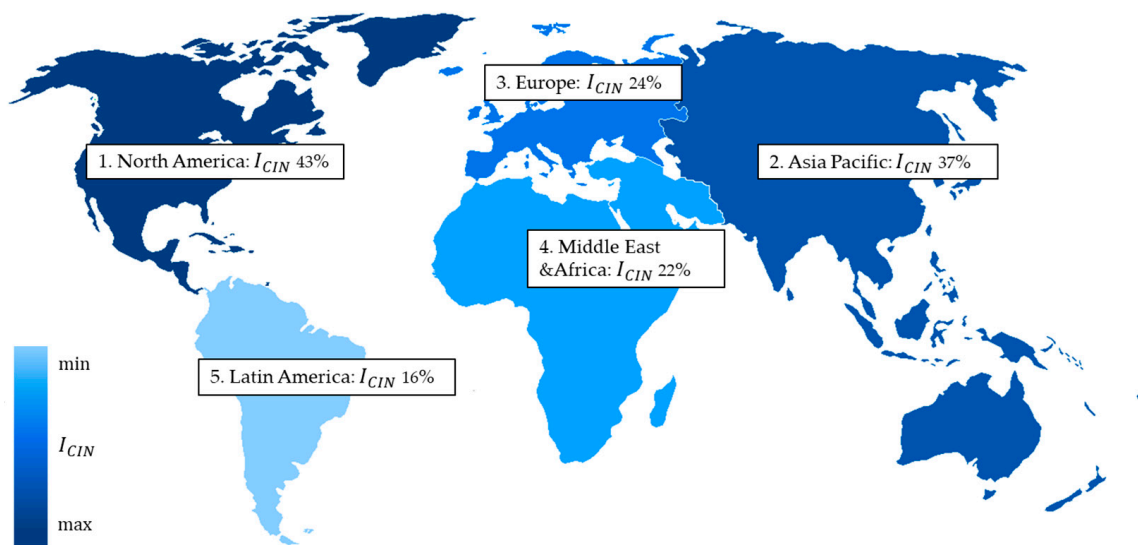 3. Europe: I_CIN 24%
1. North America: I_CIN 43%
2. Asia Pacific: I_CIN 37%
4. Middle East
&Africa: I_CIN 22%
5. Latin America: I_CIN 16%
min
I_CIN
max